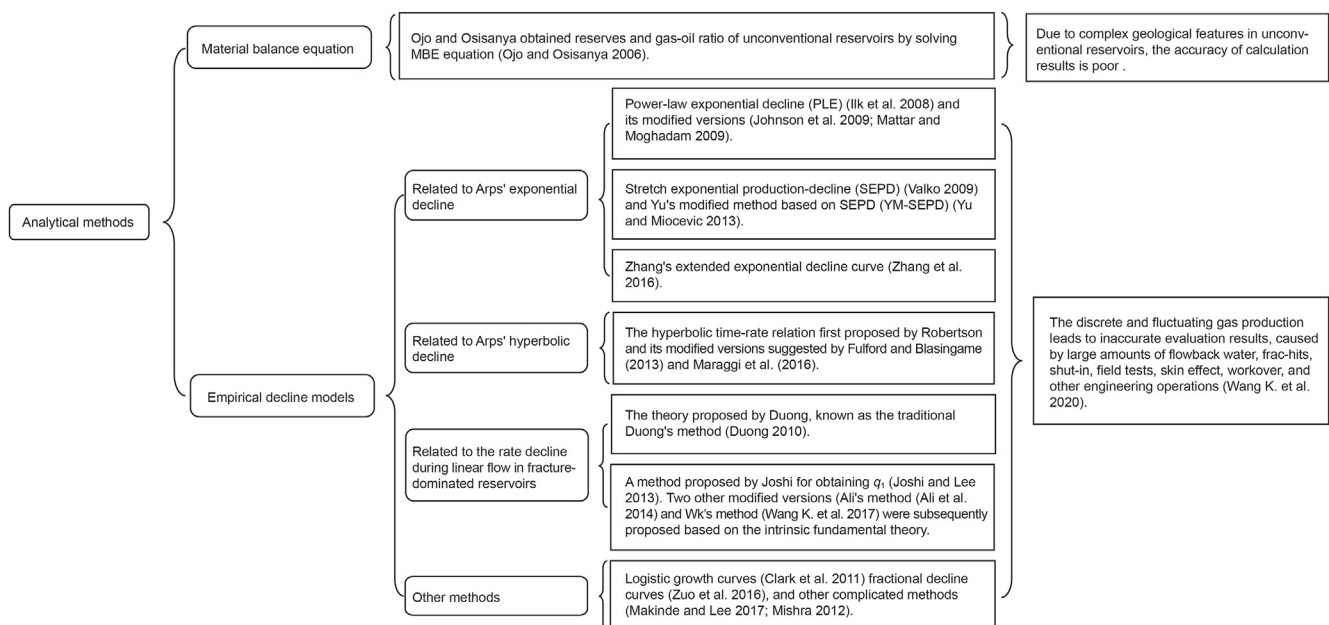 Analytical methods
Material balance equation
Ojo and Osisanya obtained reserves and gas-oil ratio of unconventional reservoirs by solving
MBE equation (Ojo and Osisanya 2006).
Due to complex geological features in unconv-
entional reservoirs, the accuracy of calculation
results is poor .
Empirical decline models
Related to Arps' exponential
decline
Power-law exponential decline (PLE) (Ilk et al. 2008) and
its modified versions (Johnson et al. 2009; Mattar and
Moghadam 2009).
Stretch exponential production-decline (SEPD) (Valko 2009)
and Yu's modified method based on SEPD (YM-SEPD) (Yu
and Miocevic 2013).
Zhang's extended exponential decline curve (Zhang et al.
2016).
Related to Arps' hyperbolic
decline
The hyperbolic time-rate relation first proposed by Robertson
and its modified versions suggested by Fulford and Blasingame
(2013) and Maraggi et al. (2016).
Related to the rate decline
during linear flow in fracture-
dominated reservoirs
The theory proposed by Duong, known as the traditional
Duong's method (Duong 2010).
A method proposed by Joshi for obtaining q₁ (Joshi and Lee
2013). Two other modified versions (Ali's method (Ali et al.
2014) and Wk's method (Wang K. et al. 2017) were subsequently
proposed based on the intrinsic fundamental theory.
Other methods
Logistic growth curves (Clark et al. 2011) fractional decline
curves (Zuo et al. 2016), and other complicated methods
(Makinde and Lee 2017; Mishra 2012).
The discrete and fluctuating gas production
leads to inaccurate evaluation results, caused
by large amounts of flowback water, frac-hits,
shut-in, field tests, skin effect, workover, and
other engineering operations (Wang K. et al.
2020).